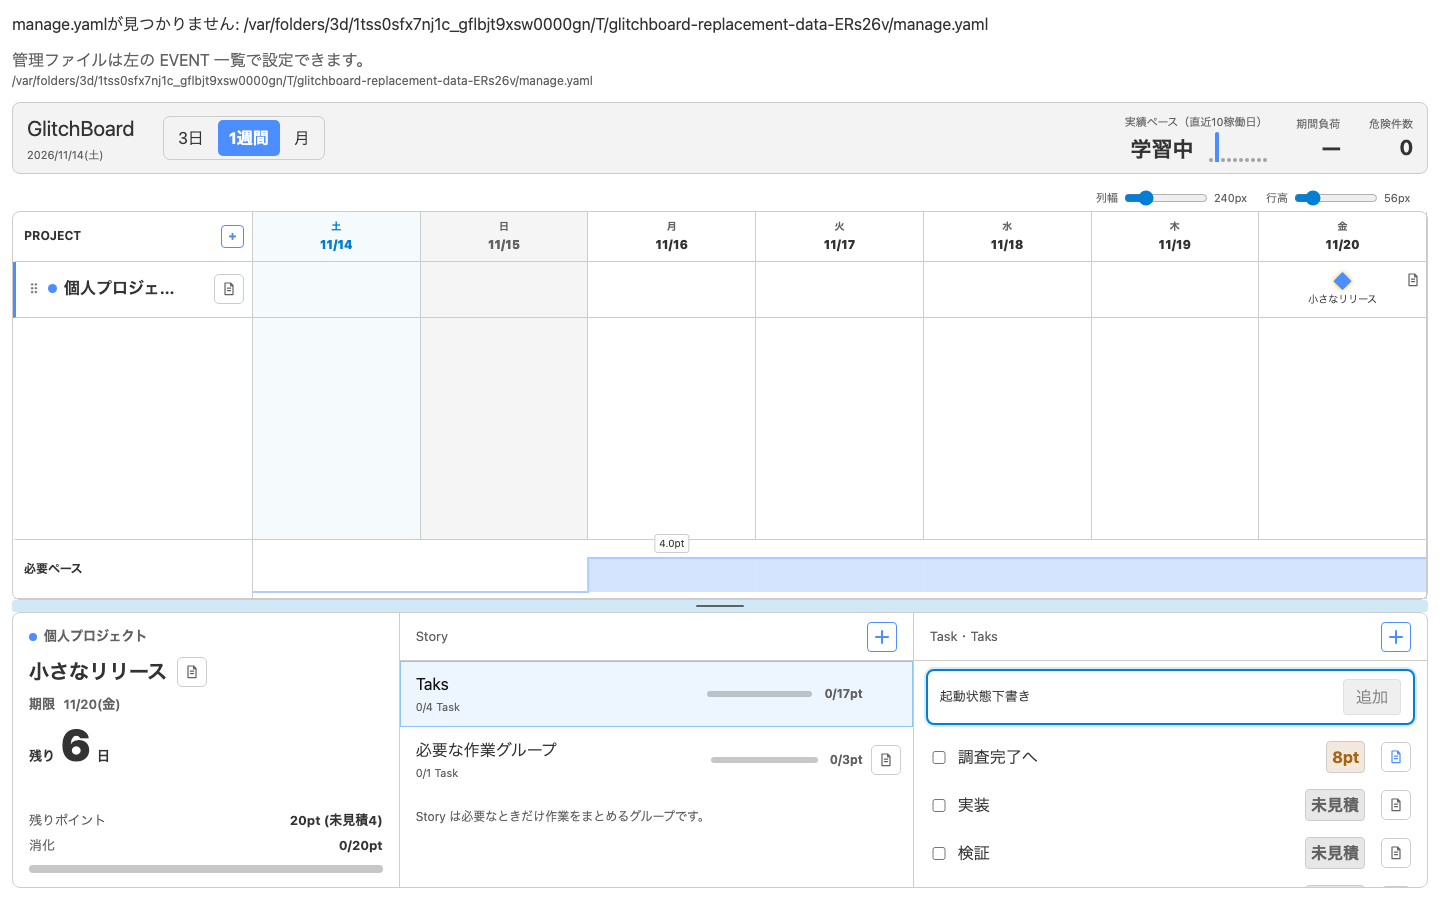 manage.yamlが見つかりません: /var/folders/3d/1tss0sfx7nj1c_gflbjt9xsw0000gn/T/glitchboard-replacement-data-ERs26v/manage.yaml
管理ファイルは左の EVENT 一覧で設定できます。
/var/folders/3d/1tss0sfx7nj1c_gflbjt9xsw0000gn/T/glitchboard-replacement-data-ERs26v/manage.yaml
GlitchBoard
2026/11/14(土)
3日 1週間 月
実績ペース（直近10稼働日）
学習中
期間負荷
—
危険件数
0
列幅 240px 行高 56px
PROJECT +
土 日 月 火 水 木 金
11/14 11/15 11/16 11/17 11/18 11/19 11/20
個人プロジェ...
小さなリリース
必要ペース
4.0pt
個人プロジェクト
小さなリリース
期限 11/20(金)
残り 6 日
残りポイント 20pt (未見積4)
消化 0/20pt
Story +
Taks
0/4 Task
0/17pt
必要な作業グループ
0/1 Task
0/3pt
Story は必要なときだけ作業をまとめるグループです。
Task · Taks +
起動状態下書き 追加
調査完了へ 8pt
実装 未見積
検証 未見積